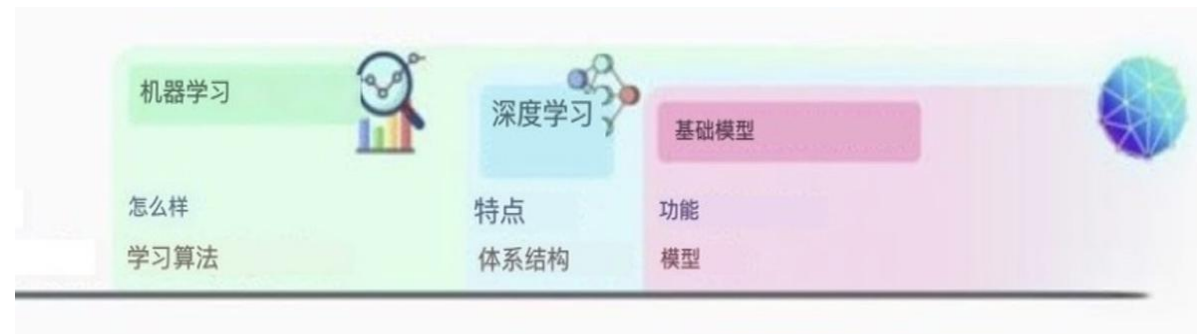 机器学习
深度学习
基础模型
怎么样
特点
功能
学习算法
体系结构
模型